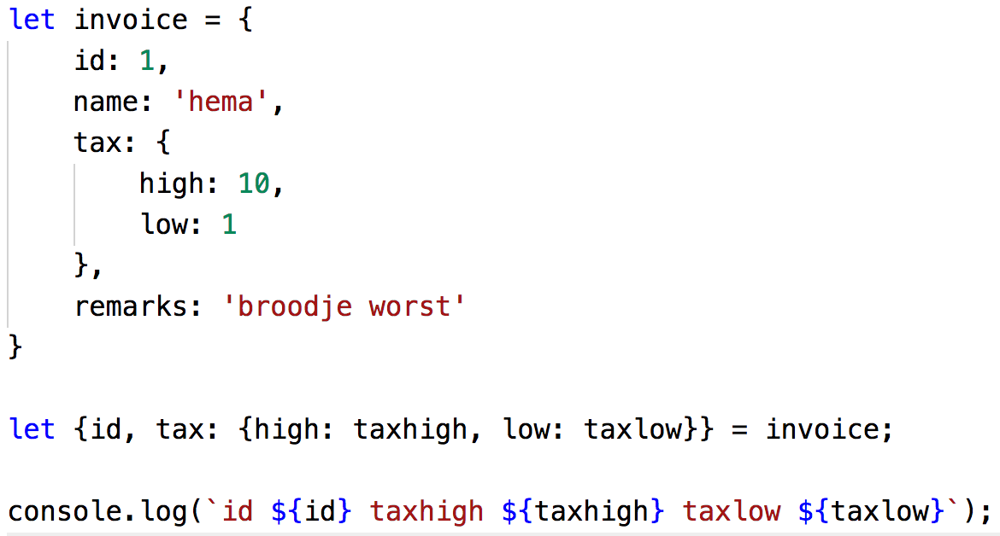 let invoice = {
    id: 1,
    name: 'hema',
    tax: {
        high: 10,
        low: 1
    },
    remarks: 'broodje worst'
}
let {id, tax: {high: taxhigh, low: taxlow}} = invoice;
console.log(`id ${id} taxhigh ${taxhigh} taxlow ${taxlow}`);